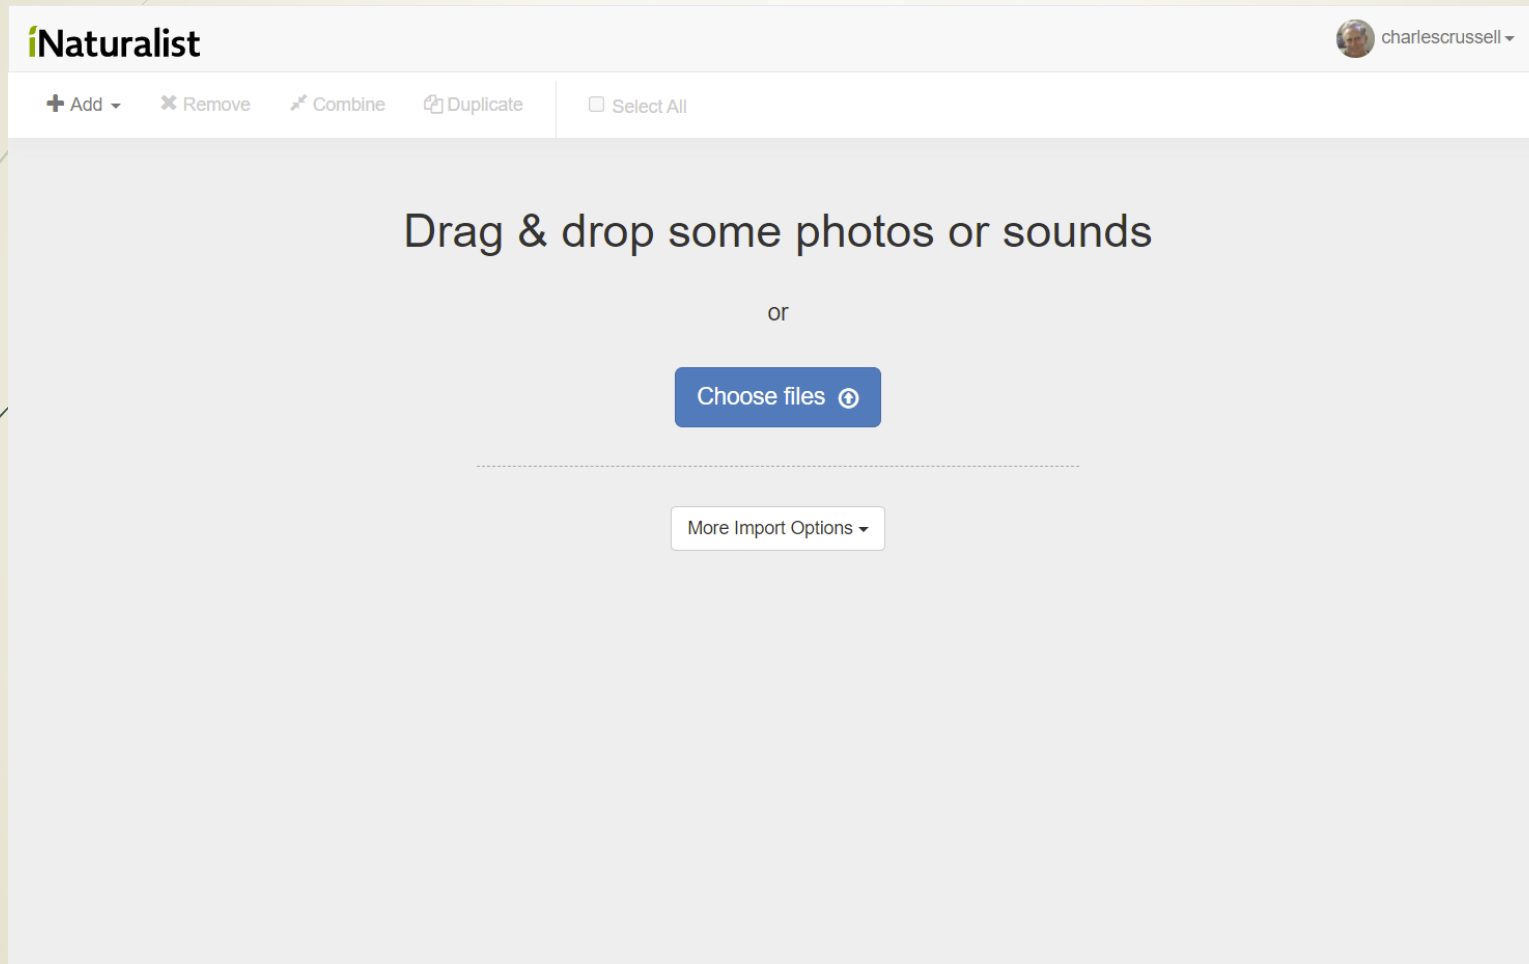 iNaturalist
charlescrussell
Add
Remove
Combine
Duplicate
Select All
Drag & drop some photos or sounds
or
Choose files
More Import Options